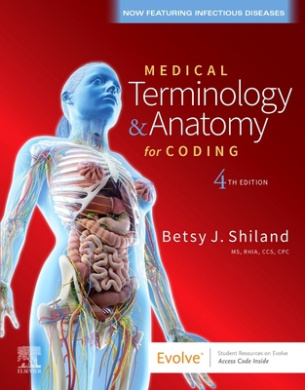 NOW FEATURING INFECTIOUS DISEASES
MEDICAL
Terminology
& Anatomy
for CODING
4TH EDITION
Betsy J. Shiland
MS, RHIA, CCS, CPC
ELSEVIER
Evolve
Student Resources on Evolve
Access Code Inside